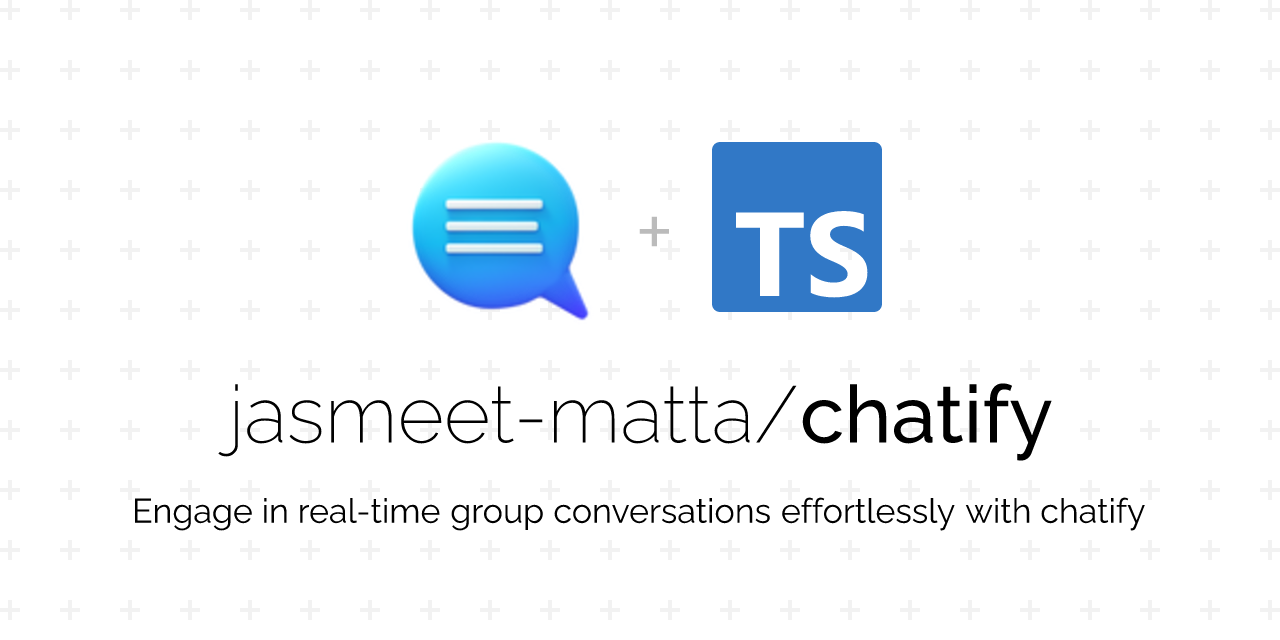 TS
jasmeet-matta/chatify
Engage in real-time group conversations effortlessly with chatify